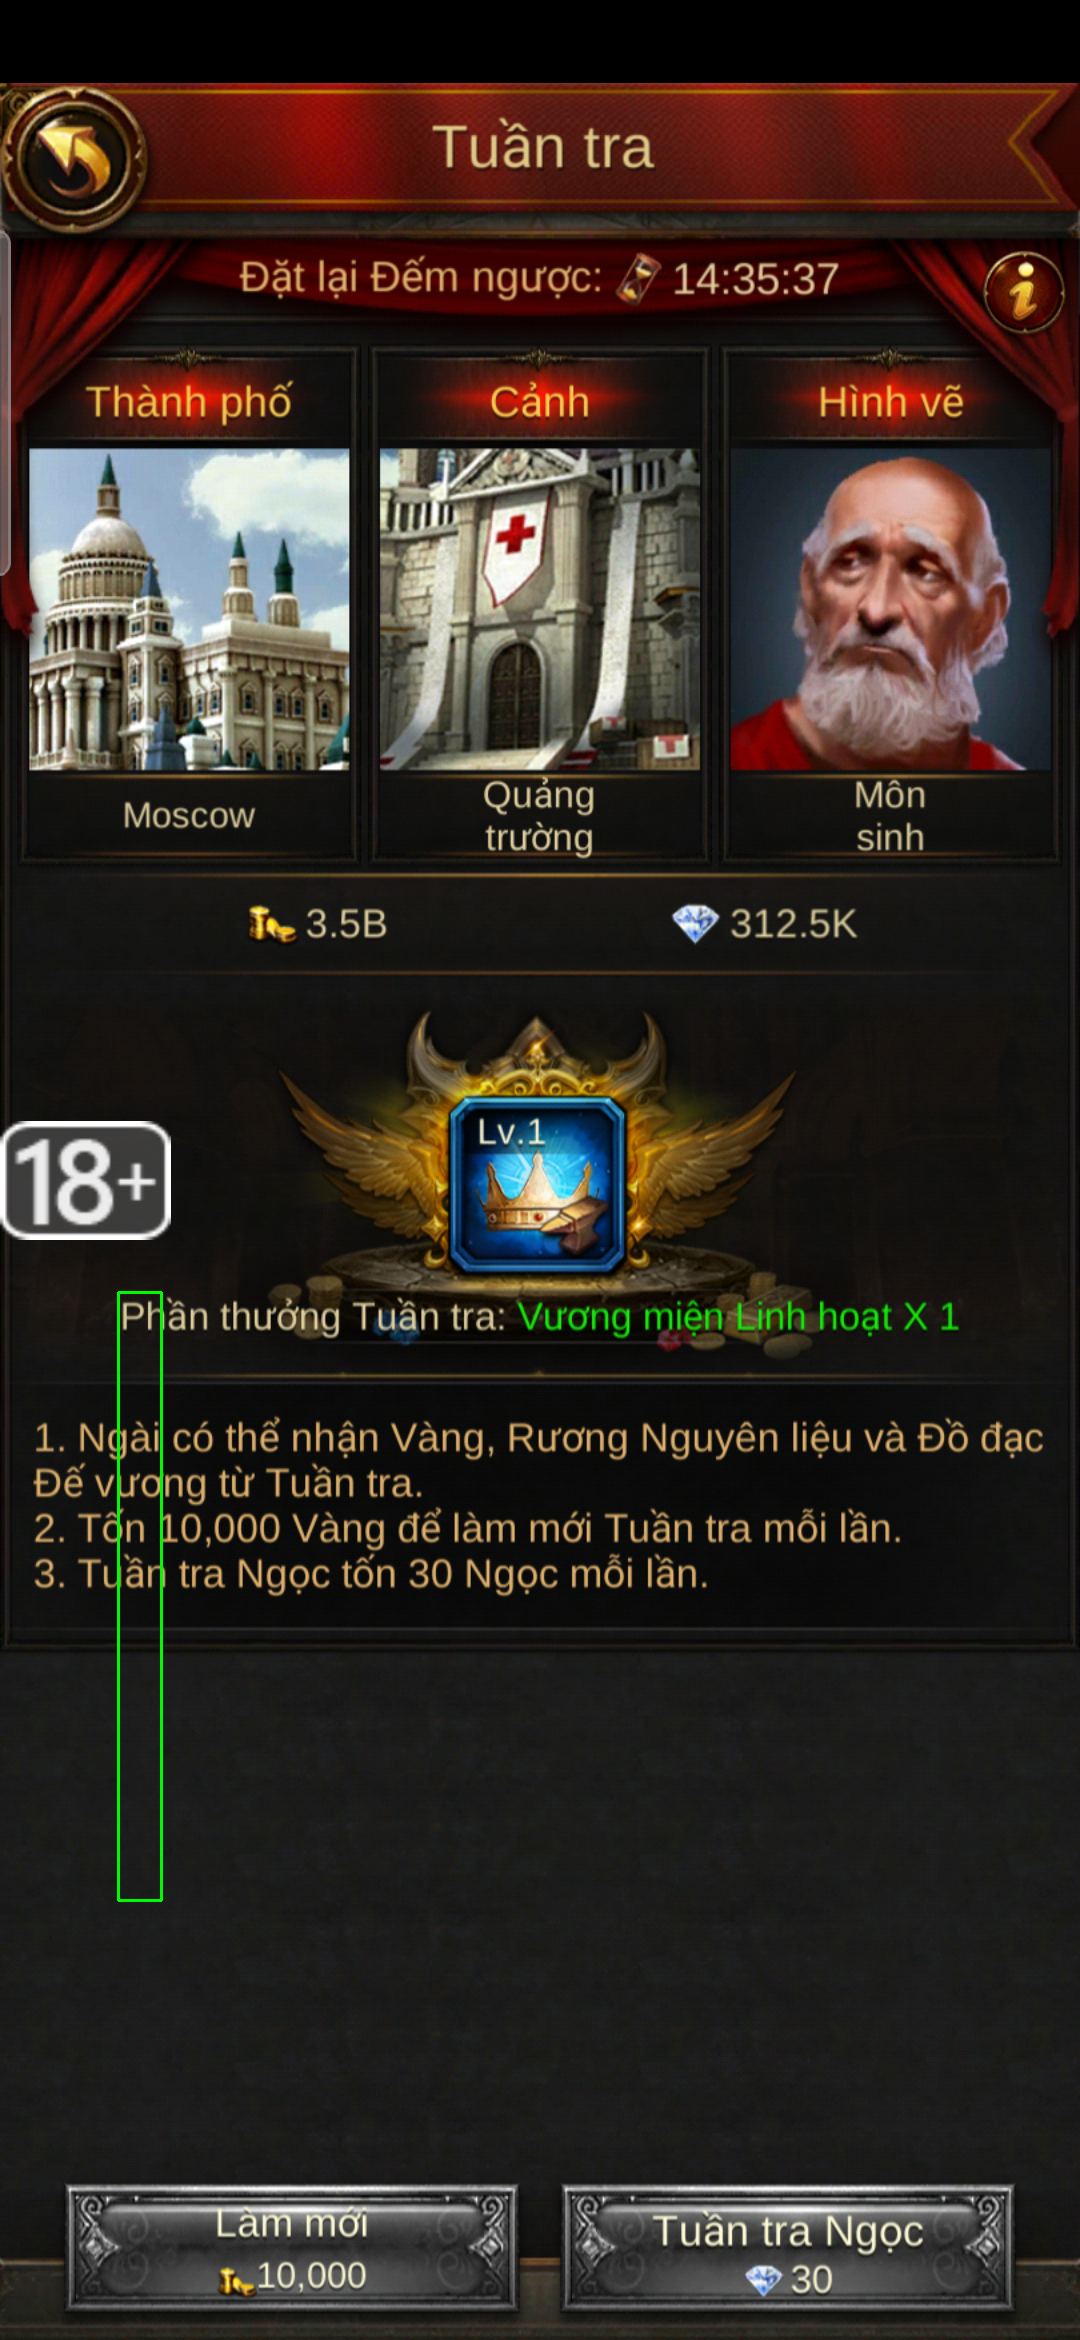 Tuần tra
Đặt lại Đếm ngược: 14:35:37
Thành phố
Cảnh
Hình vẽ
Moscow
Quảng
trường
Môn
sinh
3.5B
312.5K
Lv.1
18+
Phần thưởng Tuần tra: Vương miện Linh hoạt X 1
1. Ngài có thể nhận Vàng, Rương Nguyên liệu và Đồ đạc
Đế vương từ Tuần tra.
2. Tốn 10,000 Vàng để làm mới Tuần tra mỗi lần.
3. Tuần tra Ngọc tốn 30 Ngọc mỗi lần.
Làm mới
10,000
Tuần tra Ngọc
30